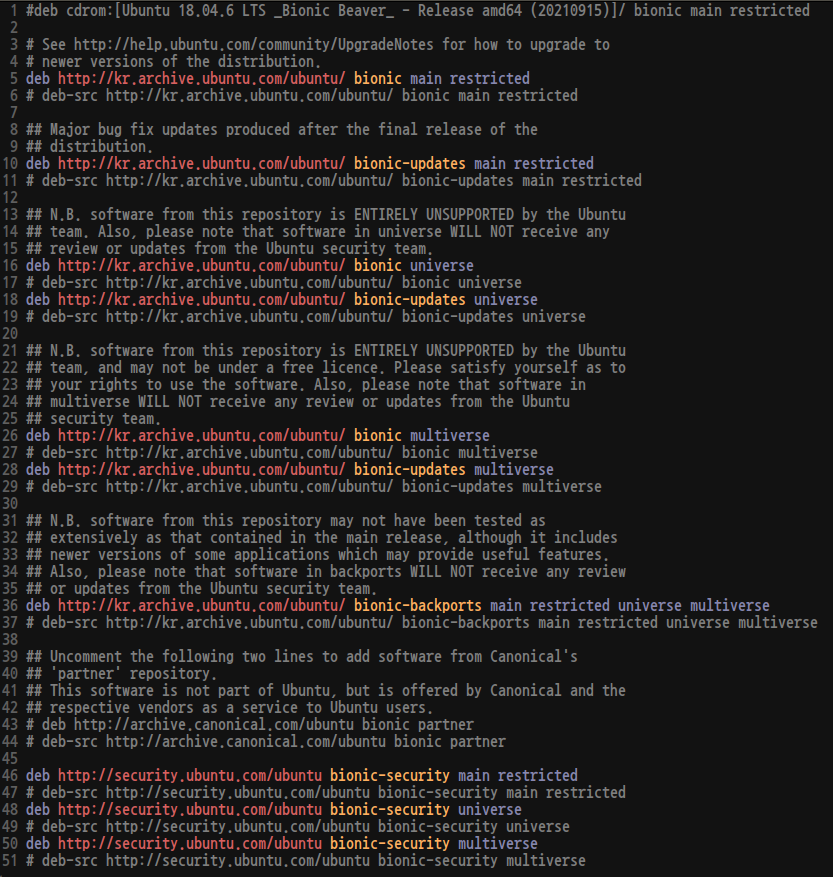 1 #deb cdrom:[Ubuntu 18.04.6 LTS _Bionic Beaver_ - Release amd64 (20210915)]/ bionic main restricted
2
3 # See http://help.ubuntu.com/community/UpgradeNotes for how to upgrade to
4 # newer versions of the distribution.
5 deb http://kr.archive.ubuntu.com/ubuntu/ bionic main restricted
6 # deb-src http://kr.archive.ubuntu.com/ubuntu/ bionic main restricted
7
8 ## Major bug fix updates produced after the final release of the
9 ## distribution.
10 deb http://kr.archive.ubuntu.com/ubuntu/ bionic-updates main restricted
11 # deb-src http://kr.archive.ubuntu.com/ubuntu/ bionic-updates main restricted
12
13 ## N.B. software from this repository is ENTIRELY UNSUPPORTED by the Ubuntu
14 ## team. Also, please note that software in universe WILL NOT receive any
15 ## review or updates from the Ubuntu security team.
16 deb http://kr.archive.ubuntu.com/ubuntu/ bionic universe
17 # deb-src http://kr.archive.ubuntu.com/ubuntu/ bionic universe
18 deb http://kr.archive.ubuntu.com/ubuntu/ bionic-updates universe
19 # deb-src http://kr.archive.ubuntu.com/ubuntu/ bionic-updates universe
20
21 ## N.B. software from this repository is ENTIRELY UNSUPPORTED by the Ubuntu
22 ## team, and may not be under a free licence. Please satisfy yourself as to
23 ## your rights to use the software. Also, please note that software in
24 ## multiverse WILL NOT receive any review or updates from the Ubuntu
25 ## security team.
26 deb http://kr.archive.ubuntu.com/ubuntu/ bionic multiverse
27 # deb-src http://kr.archive.ubuntu.com/ubuntu/ bionic multiverse
28 deb http://kr.archive.ubuntu.com/ubuntu/ bionic-updates multiverse
29 # deb-src http://kr.archive.ubuntu.com/ubuntu/ bionic-updates multiverse
30
31 ## N.B. software from this repository may not have been tested as
32 ## extensively as that contained in the main release, although it includes
33 ## newer versions of some applications which may provide useful features.
34 ## Also, please note that software in backports WILL NOT receive any review
35 ## or updates from the Ubuntu security team.
36 deb http://kr.archive.ubuntu.com/ubuntu/ bionic-backports main restricted universe multiverse
37 # deb-src http://kr.archive.ubuntu.com/ubuntu/ bionic-backports main restricted universe multiverse
38
39 ## Uncomment the following two lines to add software from Canonical's
40 ## 'partner' repository.
41 ## This software is not part of Ubuntu, but is offered by Canonical and the
42 ## respective vendors as a service to Ubuntu users.
43 # deb http://archive.canonical.com/ubuntu bionic partner
44 # deb-src http://archive.canonical.com/ubuntu bionic partner
45
46 deb http://security.ubuntu.com/ubuntu bionic-security main restricted
47 # deb-src http://security.ubuntu.com/ubuntu bionic-security main restricted
48 deb http://security.ubuntu.com/ubuntu bionic-security universe
49 # deb-src http://security.ubuntu.com/ubuntu bionic-security universe
50 deb http://security.ubuntu.com/ubuntu bionic-security multiverse
51 # deb-src http://security.ubuntu.com/ubuntu bionic-security multiverse